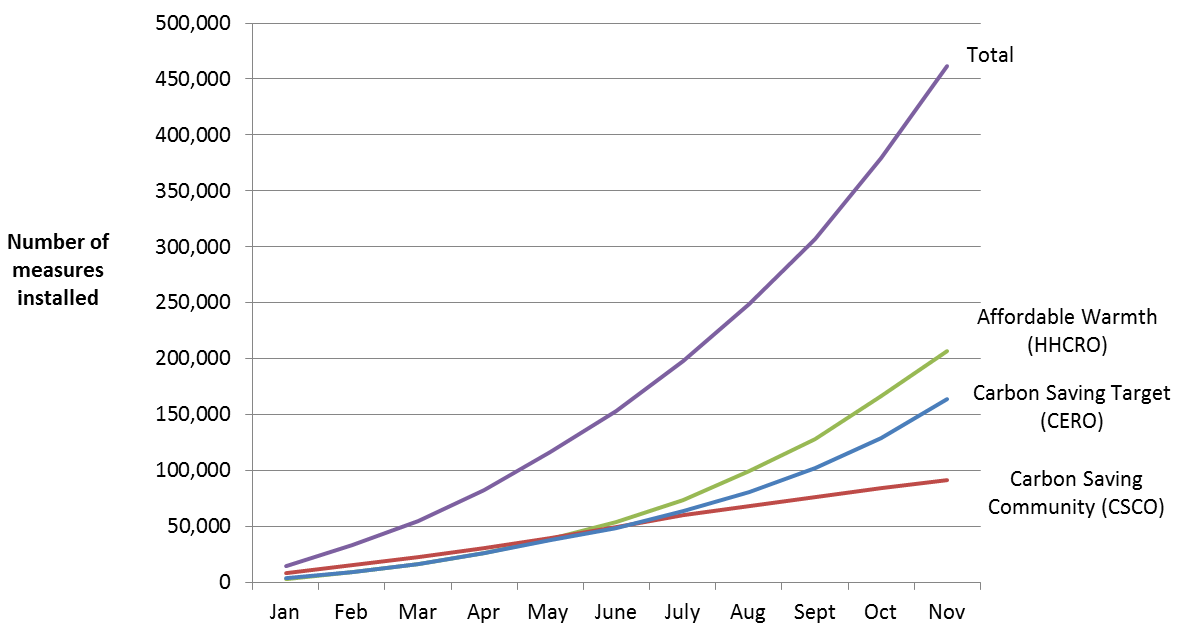 500,000
Total
450,000
400,000
350,000
300,000
Number of
measures
installed
250,000
Affordable Warmth
(HHCRO)
200,000
Carbon Saving Target
(CERO)
150,000
100,000
Carbon Saving
Community (CSCO)
50,000
0
Jan Feb Mar Apr May June July Aug Sept Oct Nov